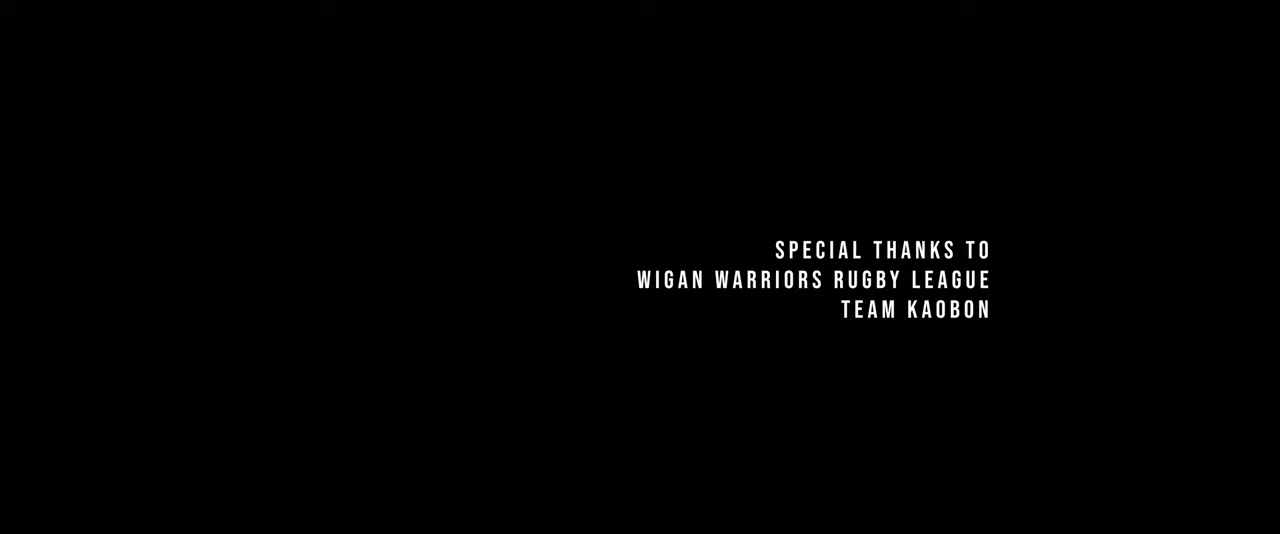 SPECIAL THANKS TO
WIGAN WARRIORS RUGBY LEAGUE
TEAM KAOBON